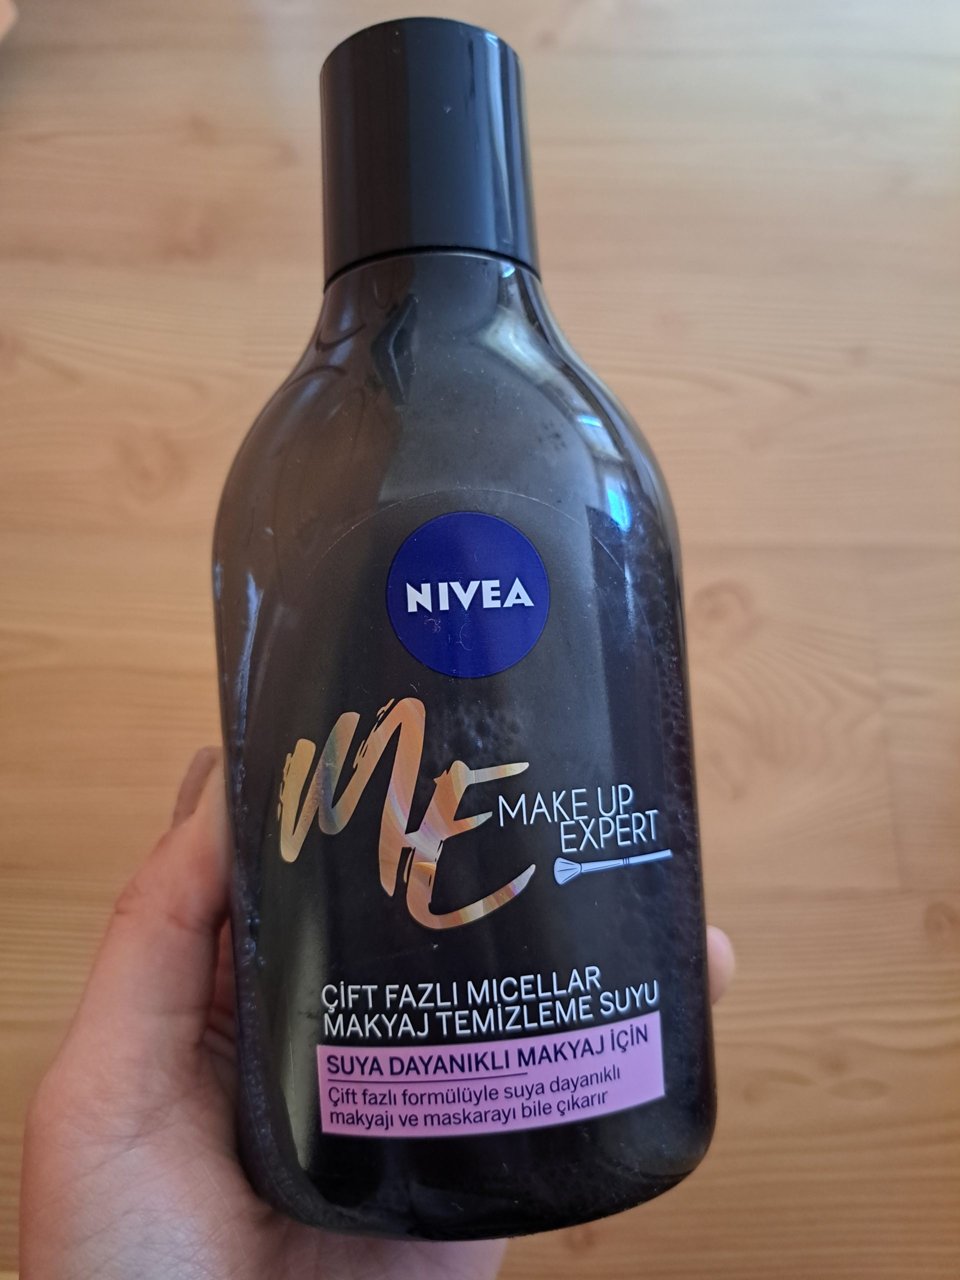 NIVEA
ME
MAKE UP
EXPERT
ÇİFT FAZLI MICELLAR
MAKYAJ TEMİZLEME SUYU
SUYA DAYANIKLI MAKYAJ İÇİN
Çift fazlı formülüyle suya dayanıklı
makyajı ve maskarayı bile çıkarır